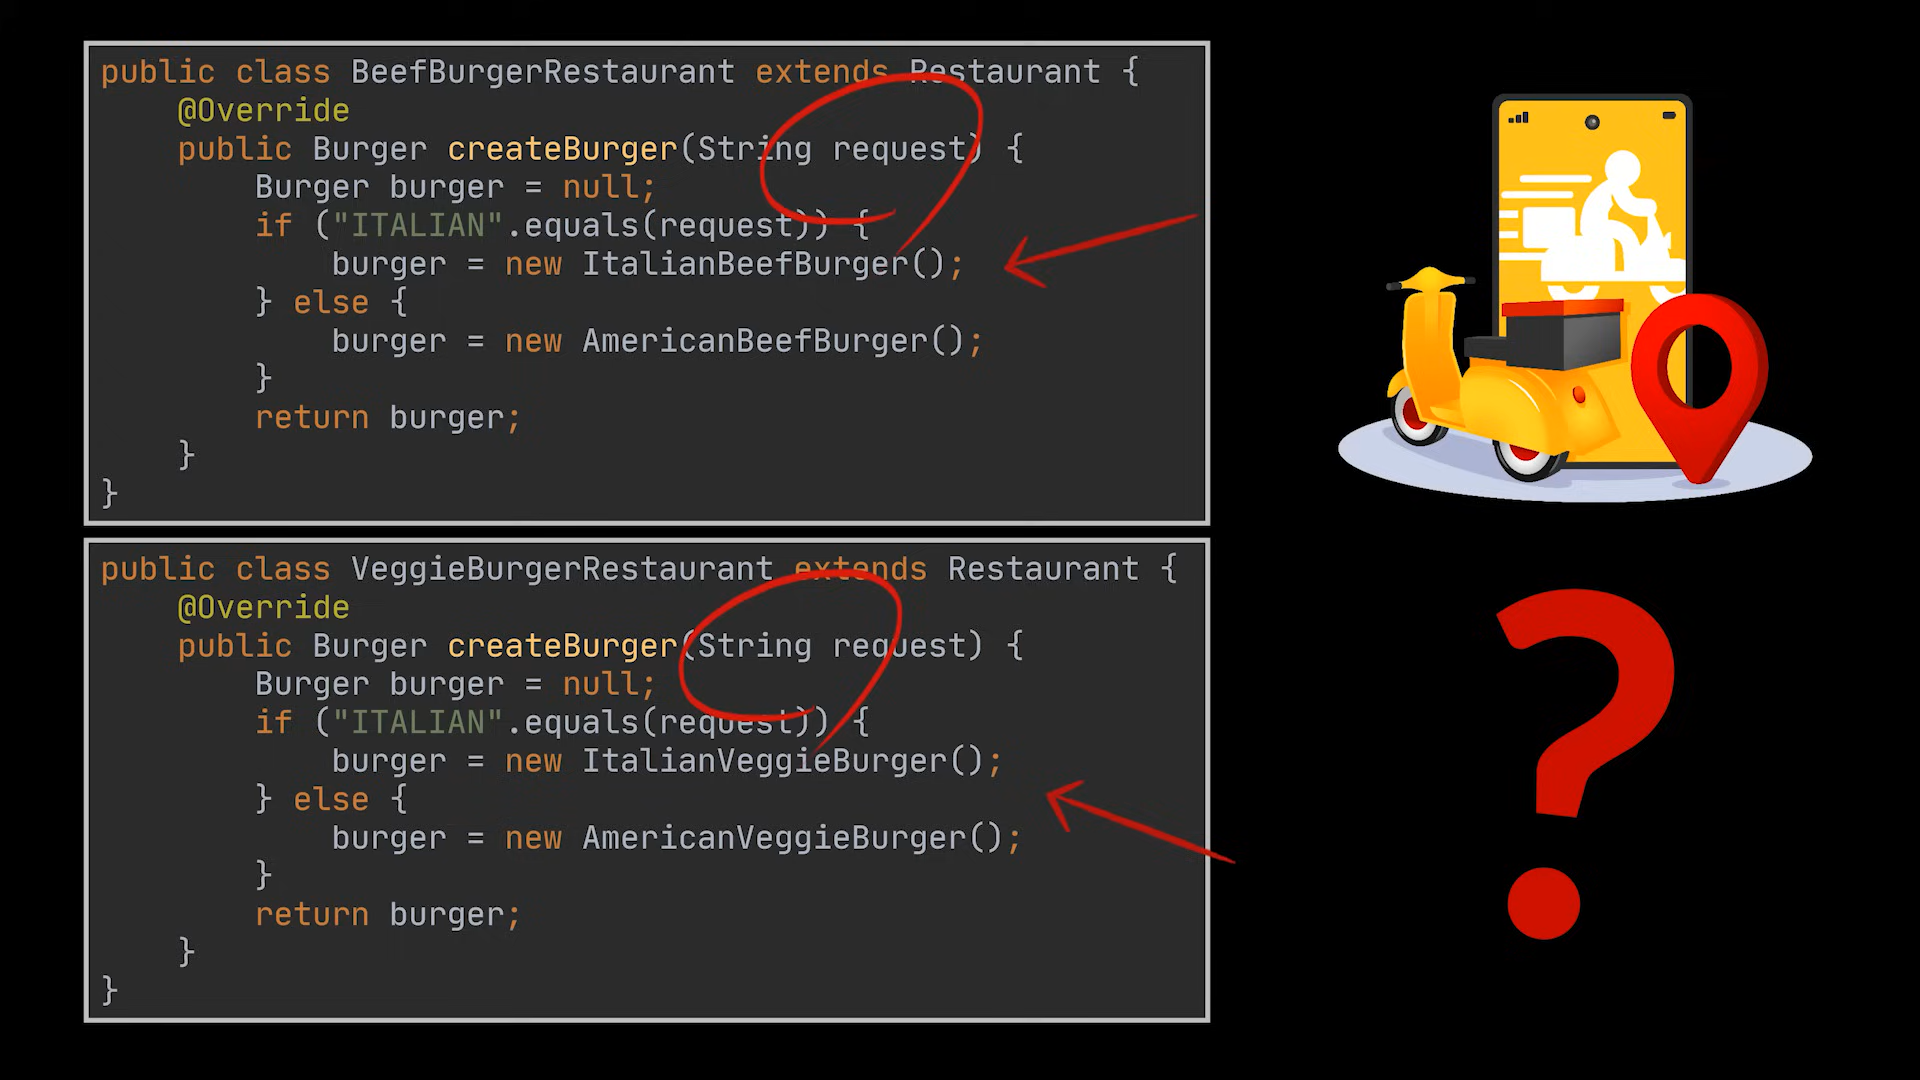 public class BeefBurgerRestaurant extends Restaurant {
@Override
public Burger createBurger(String request) {
Burger burger = null;
if ("ITALIAN".equals(request)) {
burger = new ItalianBeefBurger();
} else {
burger = new AmericanBeefBurger();
}
return burger;
}
}
public class VeggieBurgerRestaurant extends Restaurant {
@Override
public Burger createBurger(String request) {
Burger burger = null;
if ("ITALIAN".equals(request)) {
burger = new ItalianVeggieBurger();
} else {
burger = new AmericanVeggieBurger();
}
return burger;
}
}
?